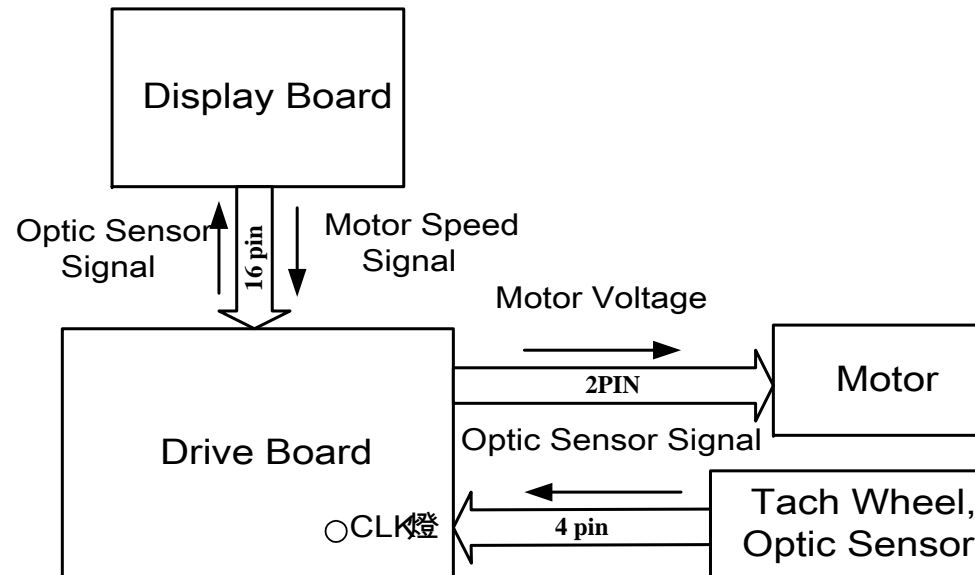 Display Board
Optic Sensor
Signal
16 pin
Motor Speed
Signal
Motor Voltage
2PIN
Motor
Drive Board
Optic Sensor Signal
○CLK燈
4 pin
Tach Wheel,
Optic Sensor